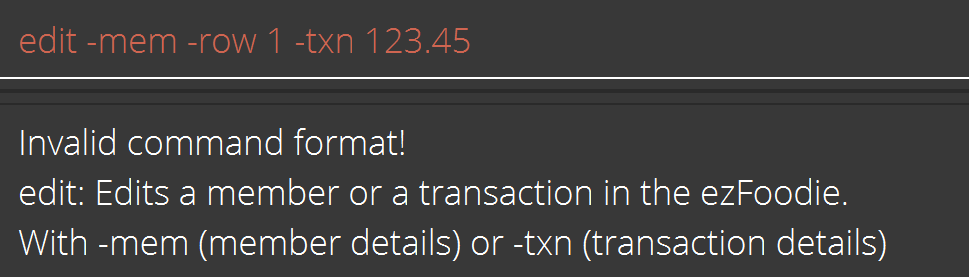 edit -mem -row 1 -txn 123.45
Invalid command format!
edit: Edits a member or a transaction in the ezFoodie.
With -mem (member details) or -txn (transaction details)